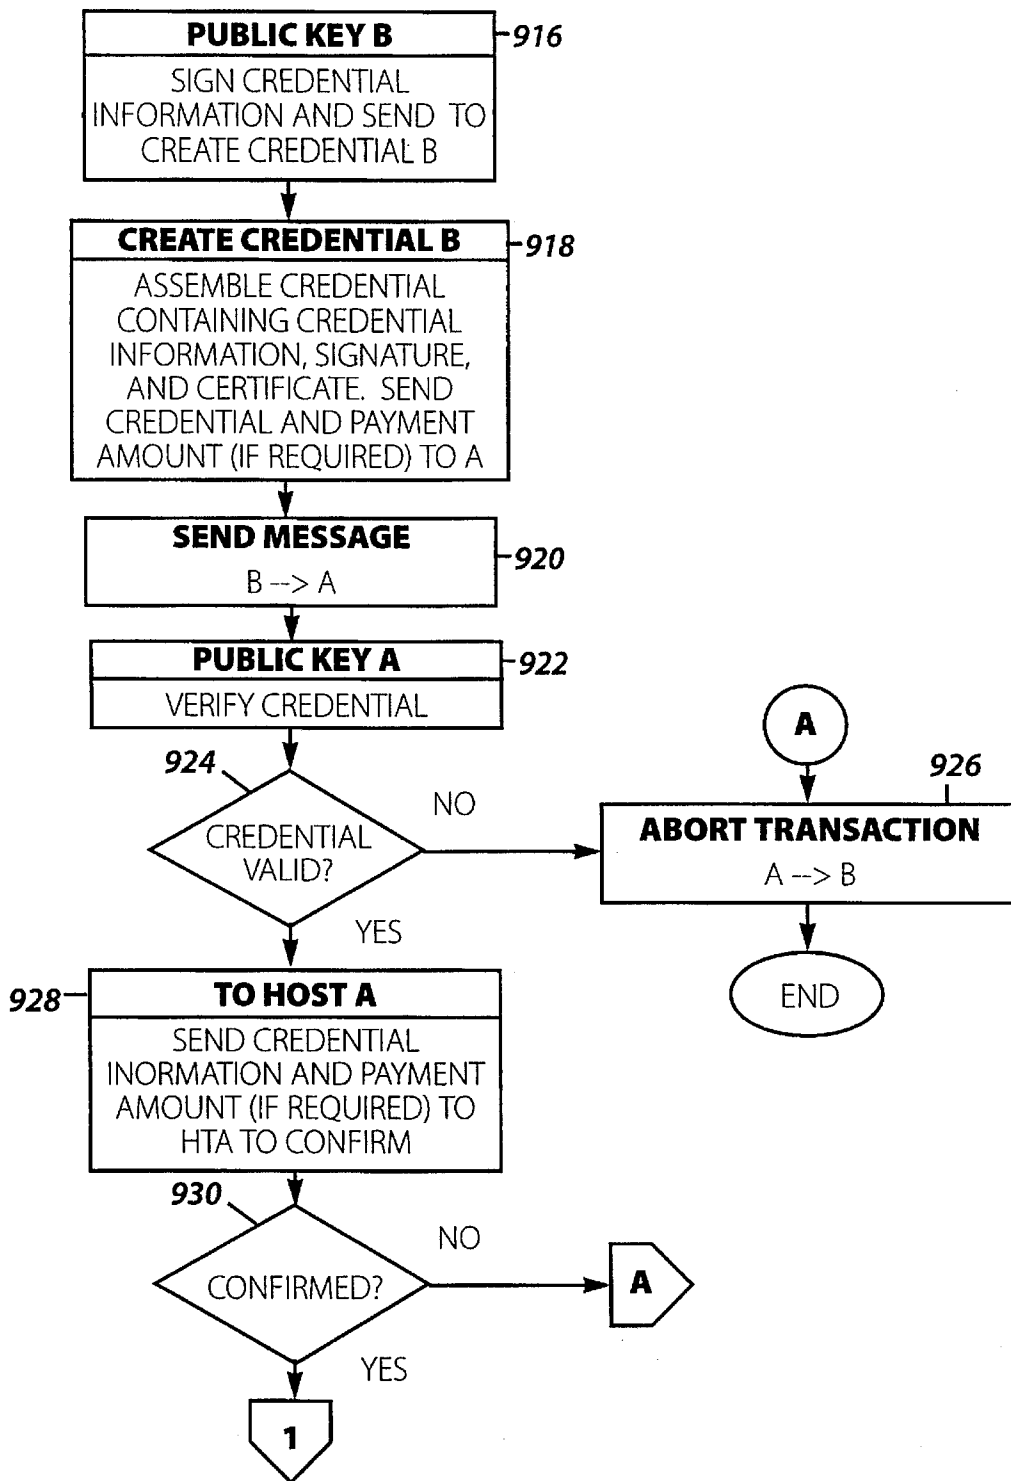 PUBLIC KEY B
916
SIGN CREDENTIAL
INFORMATION AND SEND TO
CREATE CREDENTIAL B
CREATE CREDENTIAL B
918
ASSEMBLE CREDENTIAL
CONTAINING CREDENTIAL
INFORMATION, SIGNATURE,
AND CERTIFICATE. SEND
CREDENTIAL AND PAYMENT
AMOUNT (IF REQUIRED) TO A
SEND MESSAGE
920
B --> A
PUBLIC KEY A
922
VERIFY CREDENTIAL
924
CREDENTIAL
VALID?
NO
YES
A
926
ABORT TRANSACTION
A --> B
END
928
TO HOST A
SEND CREDENTIAL
INORMATION AND PAYMENT
AMOUNT (IF REQUIRED) TO
HTA TO CONFIRM
930
CONFIRMED?
NO
A
YES
1